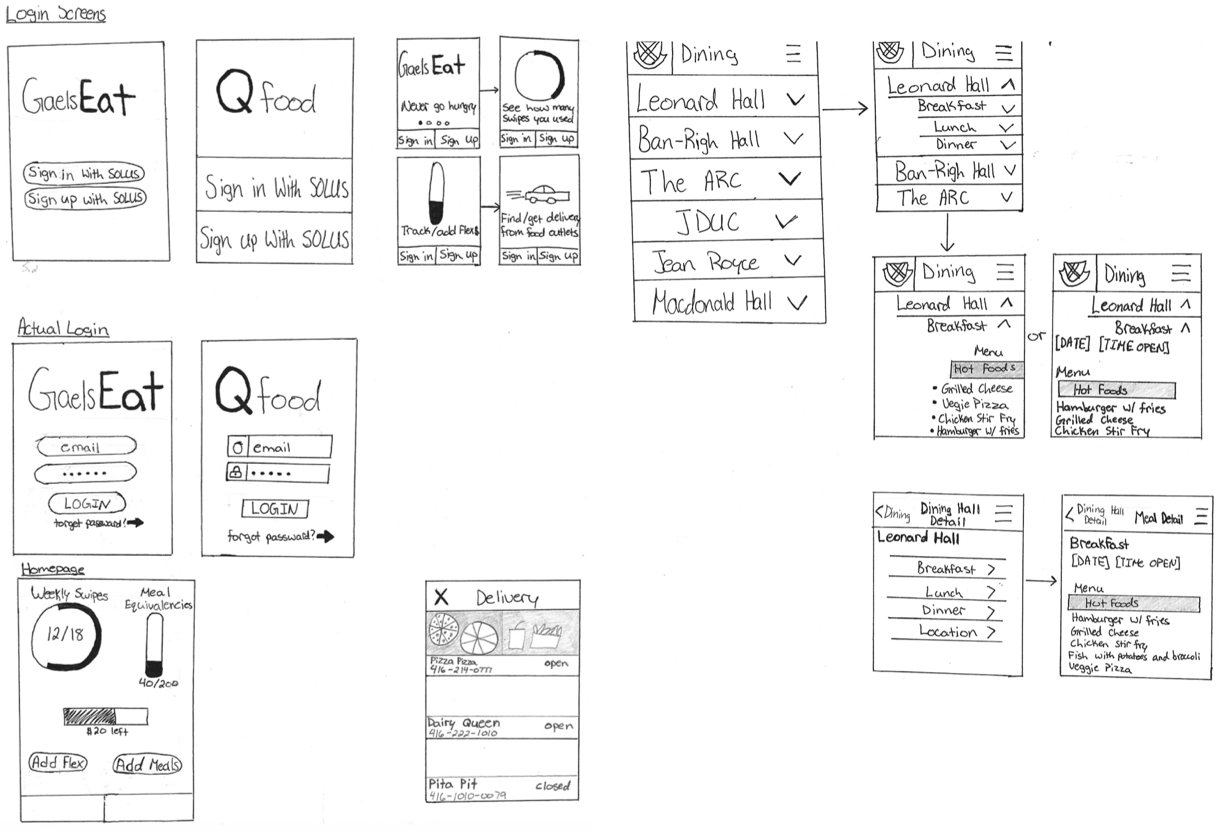 Login Screens
GaelsEat
Sign in with SOLUS
Sign up with SOLUS
Q food
Sign in With SOLUS
Sign up With SOLUS
GaelsEat
Never go hungry
Sign in Sign up
See how many
swipes you used
Sign in Sign up
Track/add Flex$
Sign in Sign up
Find/get delivery
from food outlets
Sign in Sign up
Actual Login
GaelsEat
email
LOGIN
forgot password?
Q food
email
LOGIN
forgot password?
Homepage
Weekly Swipes
12/18
Meal
Equivalencies
40/200
$20 left
Add Flex
Add Meals
X Delivery
Pizza Pizza open
416-214-0777
Dairy Queen open
416-222-1010
Pita Pit closed
416-1010-0079
Dining
Leonard Hall
Ban-Righ Hall
The ARC
JDUC
Jean Royce
Macdonald Hall
Dining
Leonard Hall
Breakfast
Lunch
Dinner
Ban-Righ Hall
The ARC
Dining
Leonard Hall
Breakfast
Menu
Hot Foods
• Grilled Cheese
• Vegie Pizza
• Chicken Stir Fry
• Hamburger w/ fries
or
Dining
Leonard Hall
Breakfast
[DATE] [TIME OPEN]
Menu
Hot Foods
Hamburger w/ fries
Grilled Cheese
Chicken Stir Fry
<Dining
Dining Hall
Detail
Leonard Hall
Breakfast >
Lunch >
Dinner >
Location >
< Dining Hall
Detail
Meal Detail
Breakfast
[DATE] [TIME OPEN]
Menu
Hot Foods
Hamburger w/ fries
Grilled Cheese
Chicken stir fry
Fish with potatoes and broccoli
Veggie Pizza